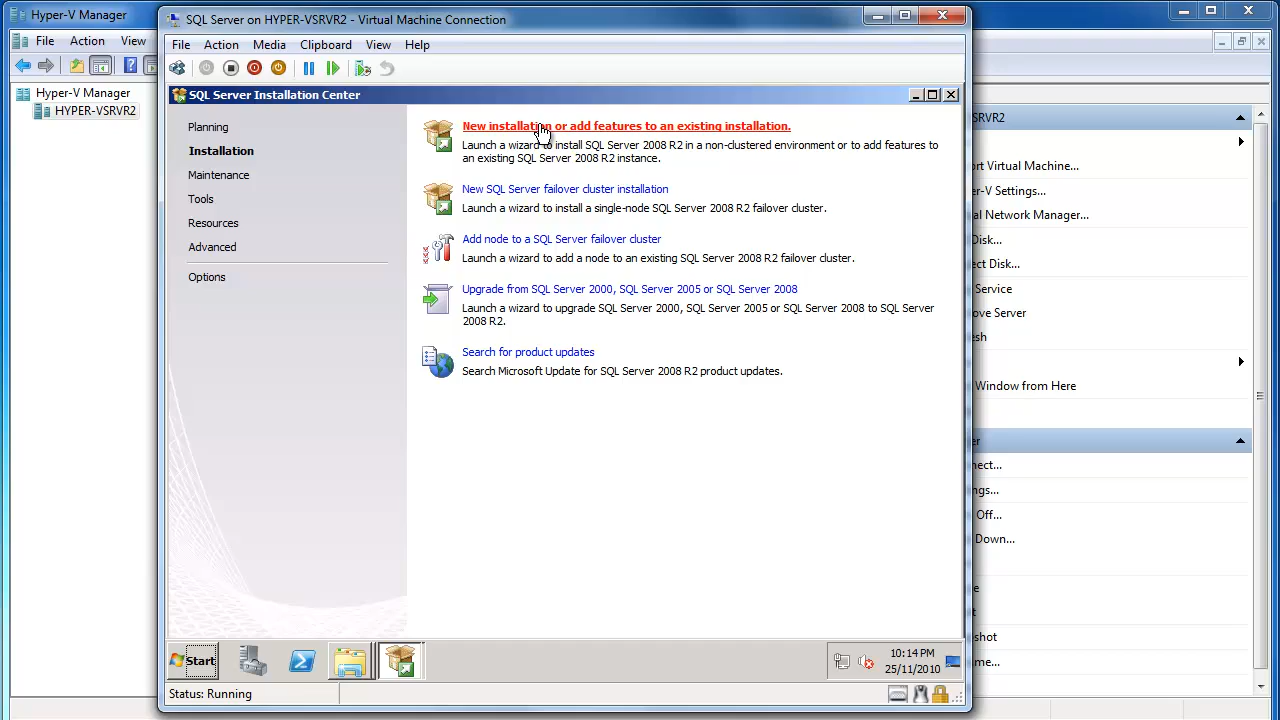 Hyper-V Manager
File Action View
Hyper-V Manager
HYPER-VSRVR2
SQL Server on HYPER-VSRVR2 - Virtual Machine Connection
File Action Media Clipboard View Help
SQL Server Installation Center
Planning
Installation
Maintenance
Tools
Resources
Advanced
Options
New installation or add features to an existing installation.
Launch a wizard to install SQL Server 2008 R2 in a non-clustered environment or to add features to
an existing SQL Server 2008 R2 instance.
New SQL Server failover cluster installation
Launch a wizard to install a single-node SQL Server 2008 R2 failover cluster.
Add node to a SQL Server failover cluster
Launch a wizard to add a node to an existing SQL Server 2008 R2 failover cluster.
Upgrade from SQL Server 2000, SQL Server 2005 or SQL Server 2008
Launch a wizard to upgrade SQL Server 2000, SQL Server 2005 or SQL Server 2008 to SQL Server
2008 R2.
Search for product updates
Search Microsoft Update for SQL Server 2008 R2 product updates.
Start
10:14 PM
25/11/2010
Status: Running
SRVR2
ort Virtual Machine...
er-V Settings...
al Network Manager...
Disk...
ect Disk...
Service
ove Server
esh
Window from Here
er
nect...
ngs...
Off...
Down...
e
t
shot
me...